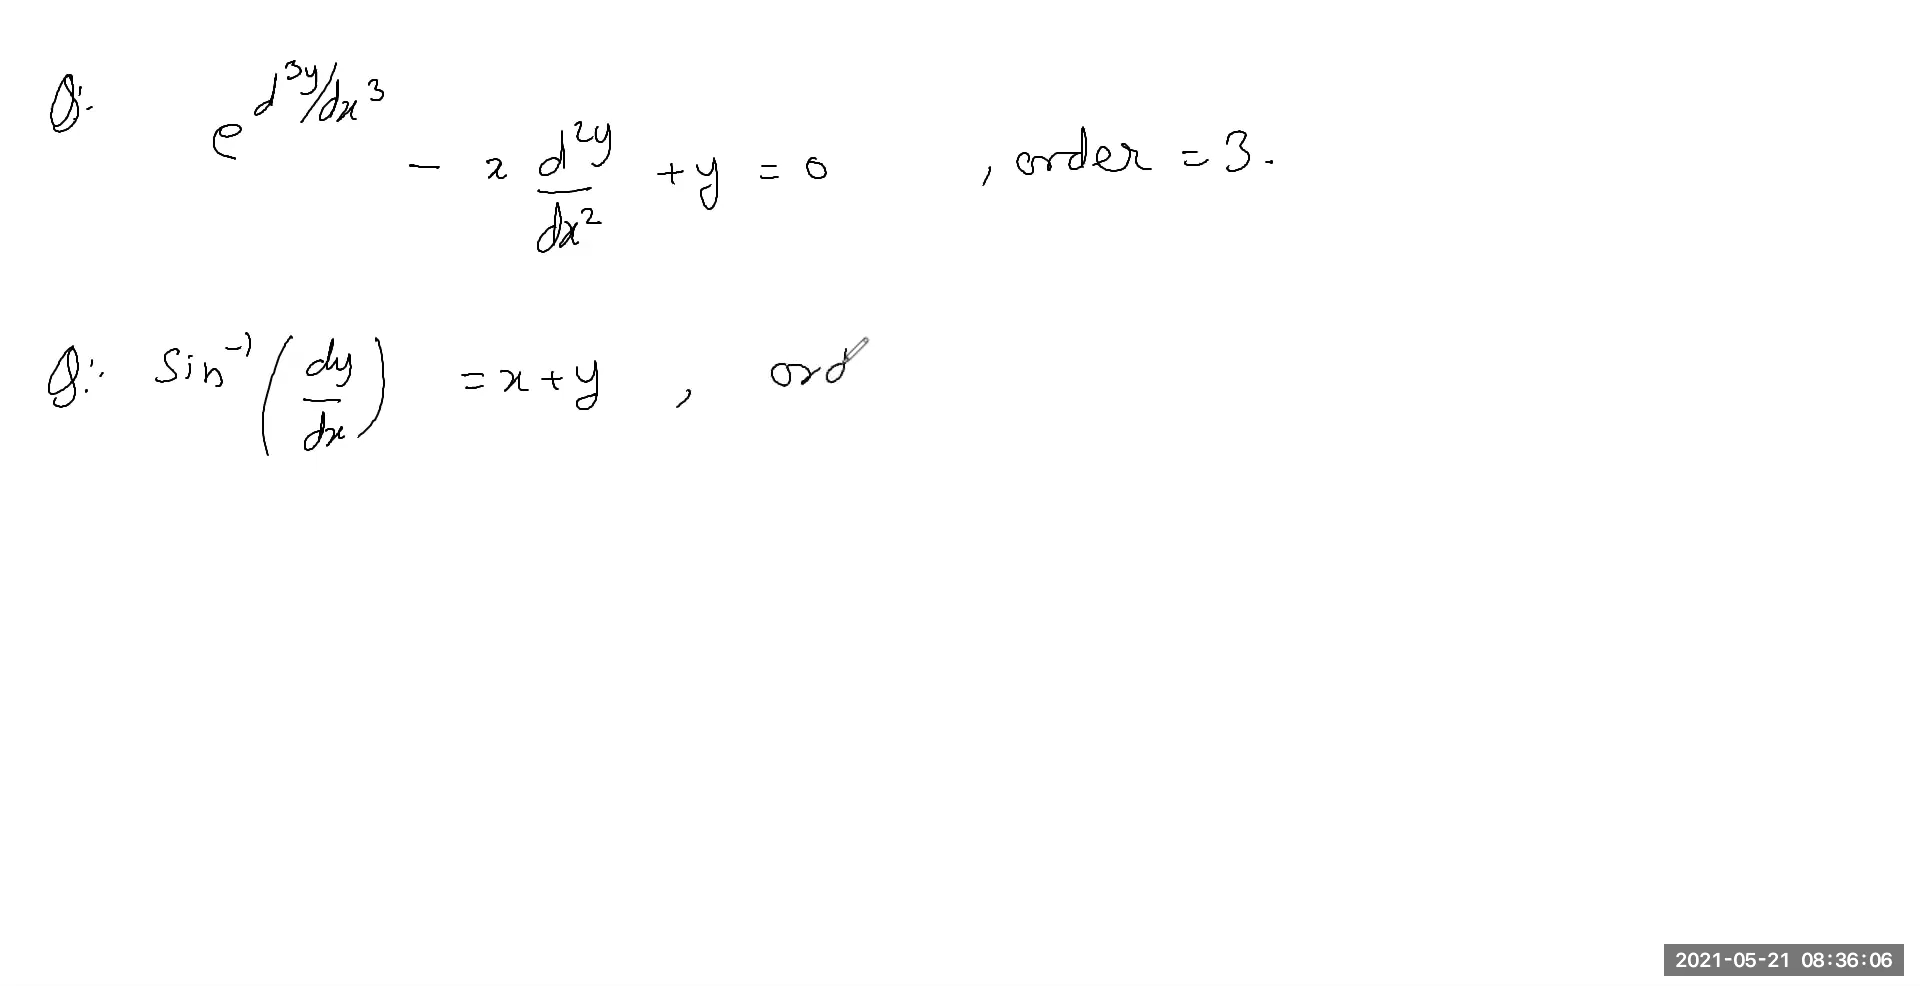 Q:- e^{d^3y/dx^3} - x d^2y/dx^2 + y = 0 , order = 3.
Q:- Sin^{-1}(dy/dx) = x + y , ord
2021-05-21 08:36:06